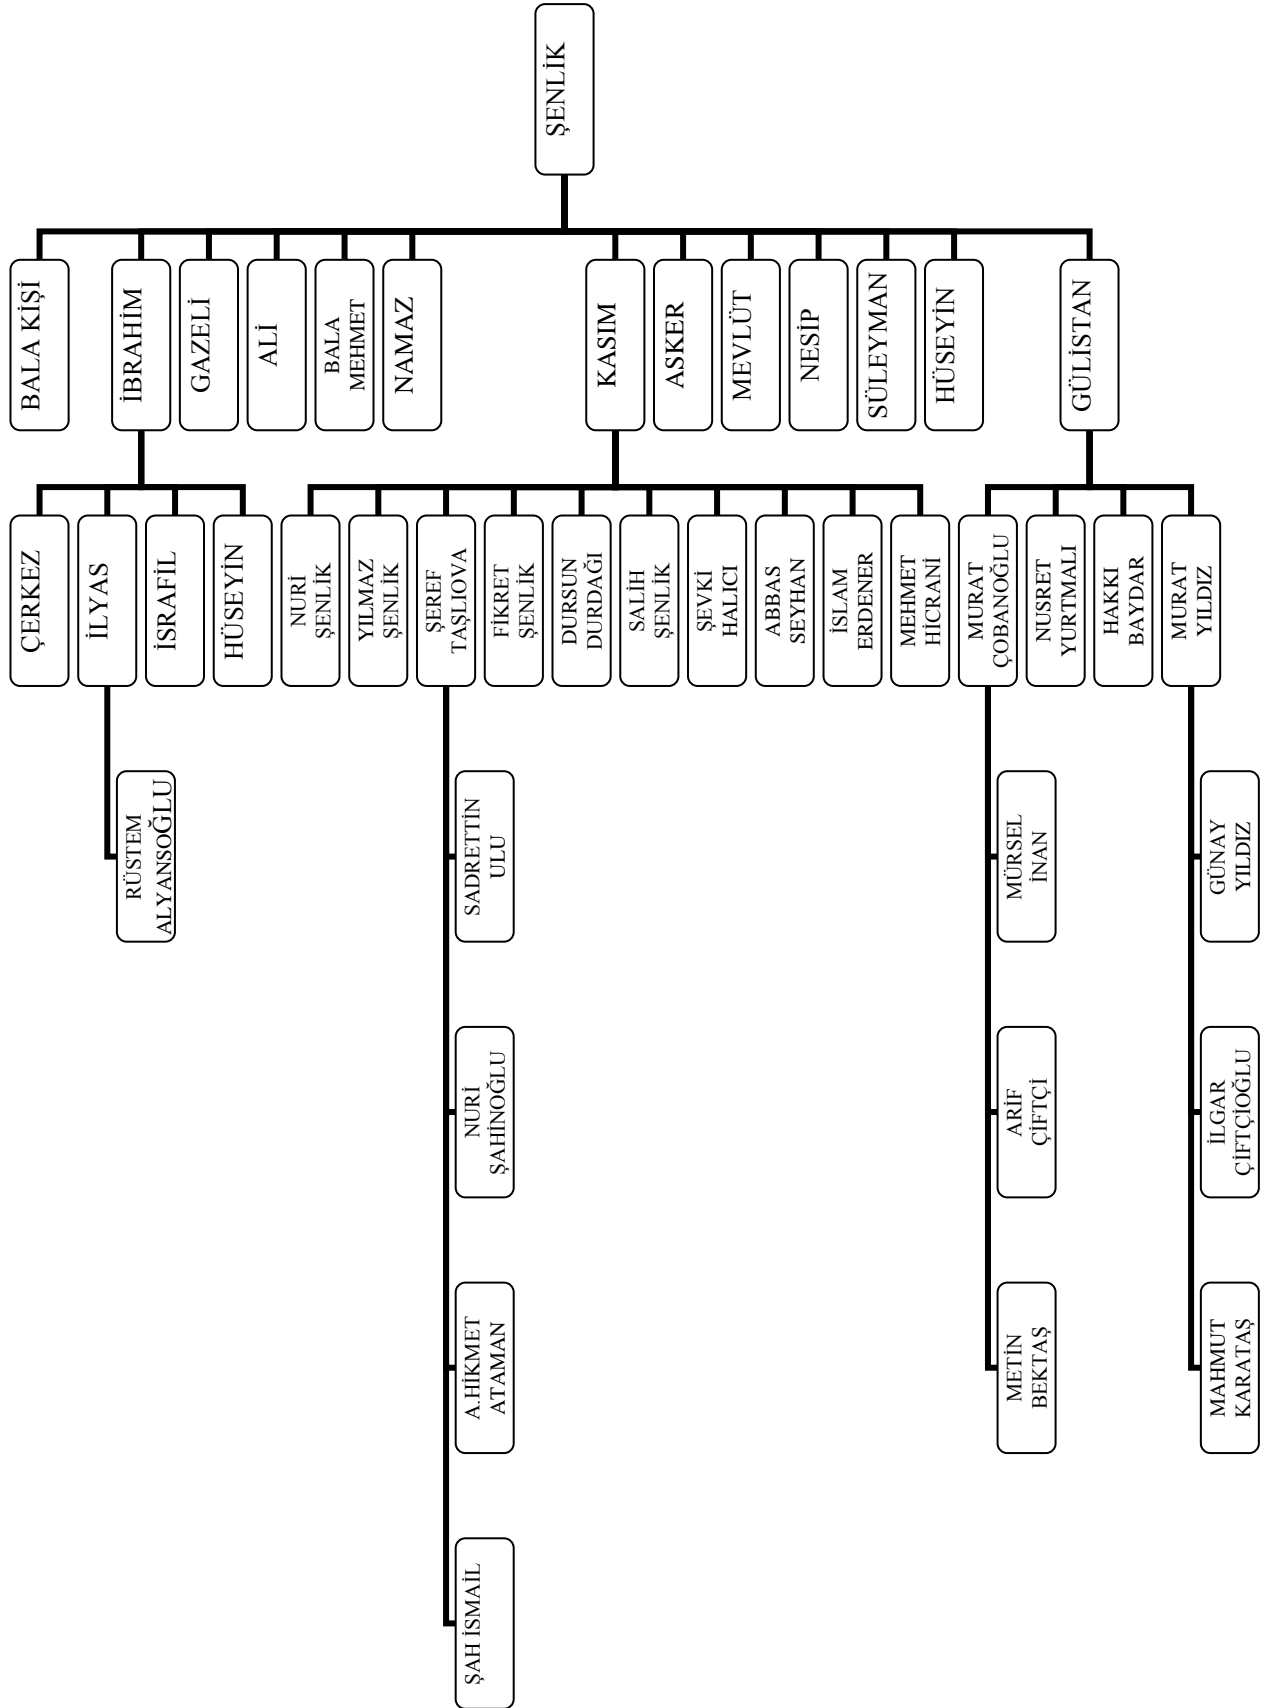 ŞENLİK
BALA KİŞİ
İBRAHİM
GAZELİ
ALİ
BALA
MEHMET
NAMAZ
KASIM
ASKER
MEVLÜT
NESİP
SÜLEYMAN
HÜSEYİN
GÜLİSTAN
ÇERKEZ
İLYAS
İSRAFİL
HÜSEYİN
NURİ
ŞENLİK
YILMAZ
ŞENLİK
ŞEREF
TAŞLIOVA
FİKRET
ŞENLİK
DURSUN
DURDAĞI
SALİH
ŞENLİK
ŞEVKİ
HALICI
ABBAS
SEYHAN
İSLAM
ERDENER
MEHMET
HİCRANİ
MURAT
ÇOBANOĞLU
NUSRET
YURTMALI
HAKKI
BAYDAR
MURAT
YILDIZ
RÜSTEM
ALYANSOĞLU
SADRETTİN
ULU
MÜRSEL
İNAN
GÜNAY
YILDIZ
NURİ
ŞAHİNOĞLU
ARİF
ÇİFTÇİ
İLGAR
ÇİFTÇİOĞLU
A.HİKMET
ATAMAN
METİN
BEKTAŞ
MAHMUT
KARATAŞ
ŞAH İSMAİL